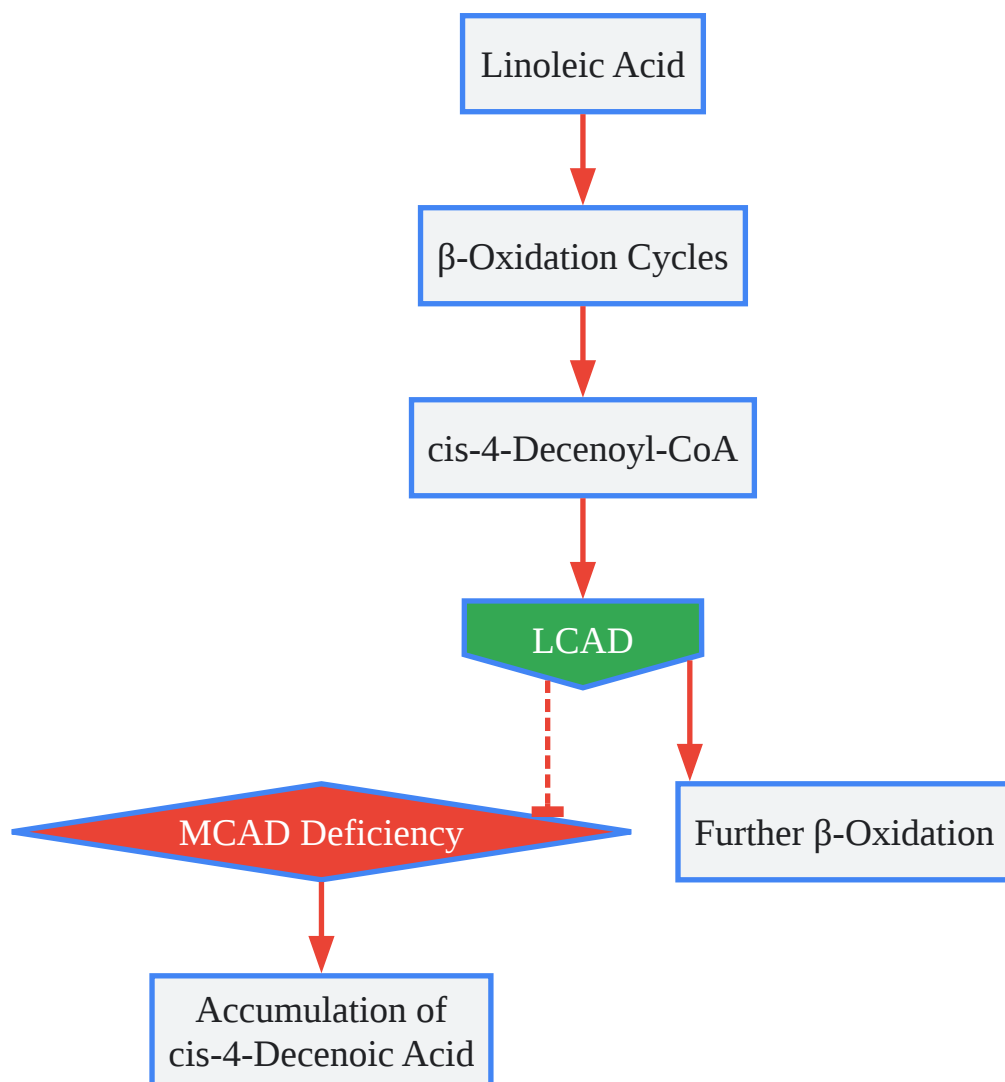 Linoleic Acid
β-Oxidation Cycles
cis-4-Decenoyl-CoA
LCAD
MCAD Deficiency
Further β-Oxidation
Accumulation of
cis-4-Decenoic Acid